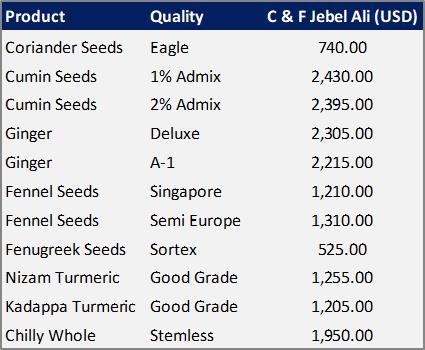 Product Quality C & F Jebel Ali (USD)
Coriander Seeds Eagle 740.00
Cumin Seeds 1% Admix 2,430.00
Cumin Seeds 2% Admix 2,395.00
Ginger Deluxe 2,305.00
Ginger A-1 2,215.00
Fennel Seeds Singapore 1,210.00
Fennel Seeds Semi Europe 1,310.00
Fenugreek Seeds Sortex 525.00
Nizam Turmeric Good Grade 1,255.00
Kadappa Turmeric Good Grade 1,205.00
Chilly Whole Stemless 1,950.00